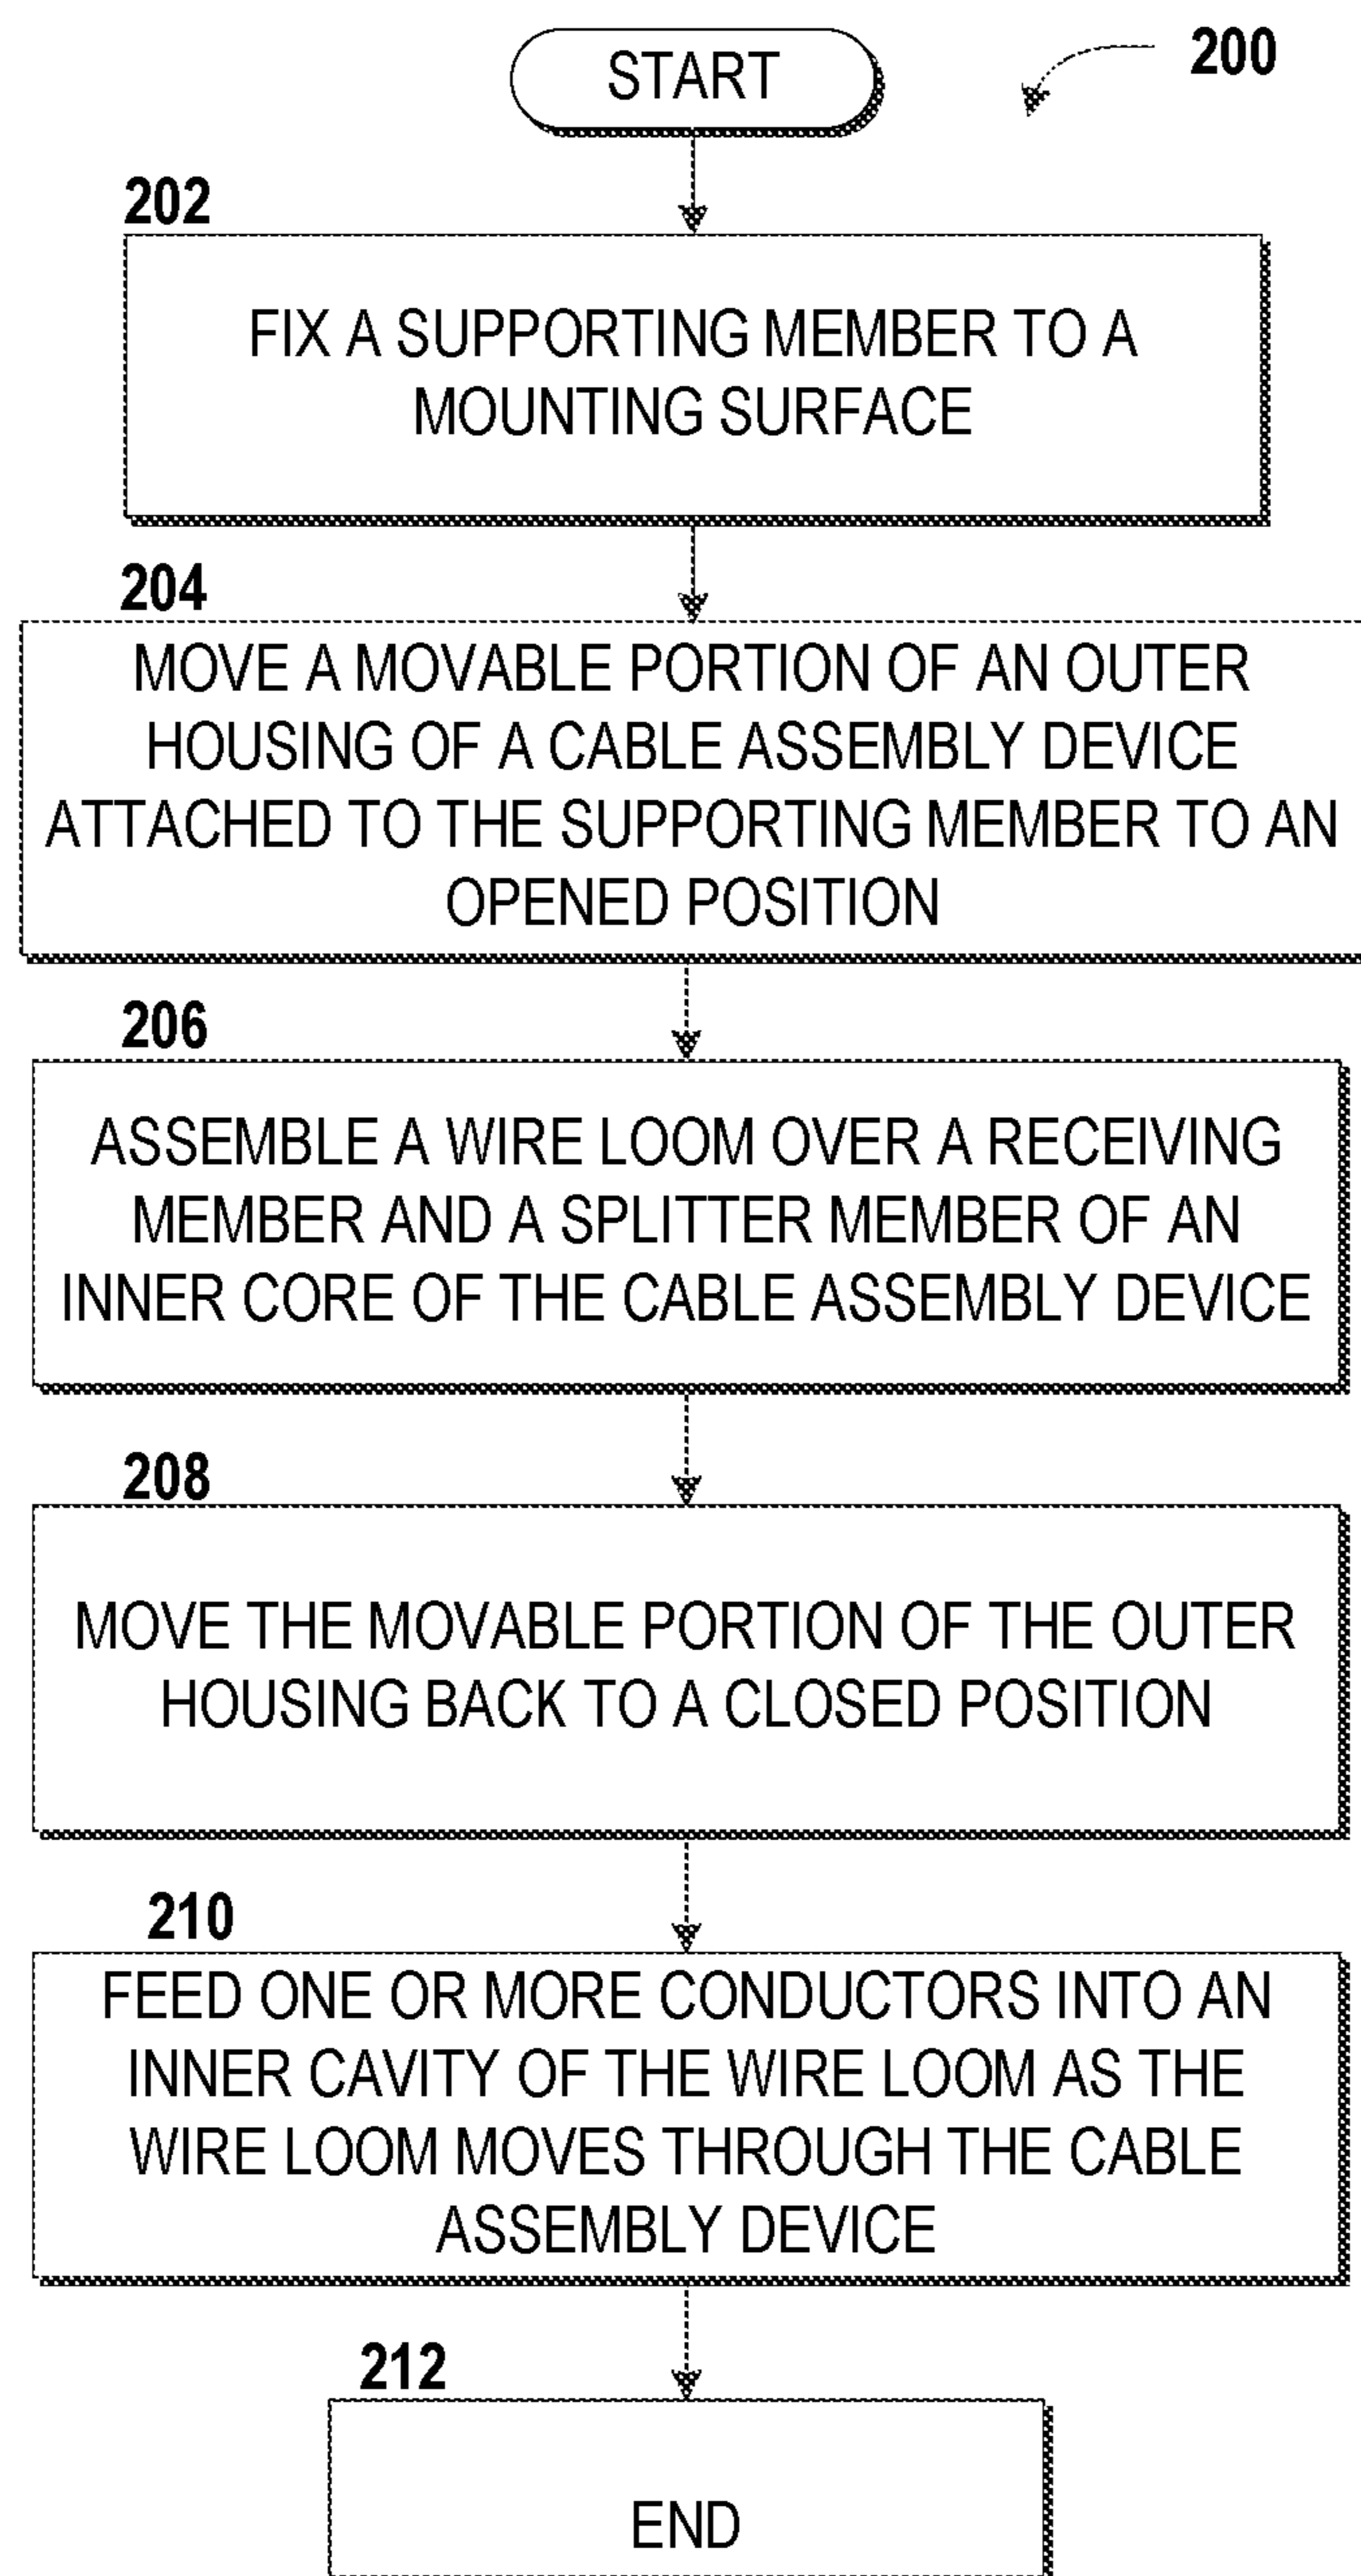 START
200
202
FIX A SUPPORTING MEMBER TO A
MOUNTING SURFACE
204
MOVE A MOVABLE PORTION OF AN OUTER
HOUSING OF A CABLE ASSEMBLY DEVICE
ATTACHED TO THE SUPPORTING MEMBER TO AN
OPENED POSITION
206
ASSEMBLE A WIRE LOOM OVER A RECEIVING
MEMBER AND A SPLITTER MEMBER OF AN
INNER CORE OF THE CABLE ASSEMBLY DEVICE
208
MOVE THE MOVABLE PORTION OF THE OUTER
HOUSING BACK TO A CLOSED POSITION
210
FEED ONE OR MORE CONDUCTORS INTO AN
INNER CAVITY OF THE WIRE LOOM AS THE
WIRE LOOM MOVES THROUGH THE CABLE
ASSEMBLY DEVICE
212
END